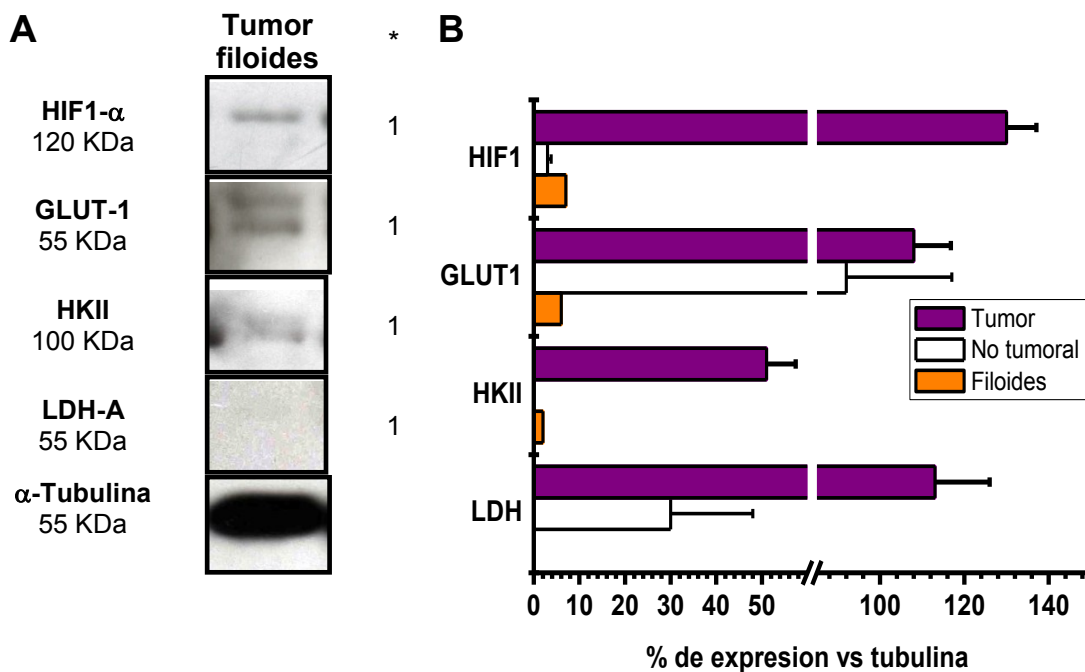 A
Tumor
filoides
*
HIF1-α
120 KDa
1
GLUT-1
55 KDa
1
HKII
100 KDa
1
LDH-A
55 KDa
1
α-Tubulina
55 KDa
B
HIF1
GLUT1
HKII
LDH
Tumor
No tumoral
Filoides
0 10 20 30 40 50 100 120 140
% de expresion vs tubulina